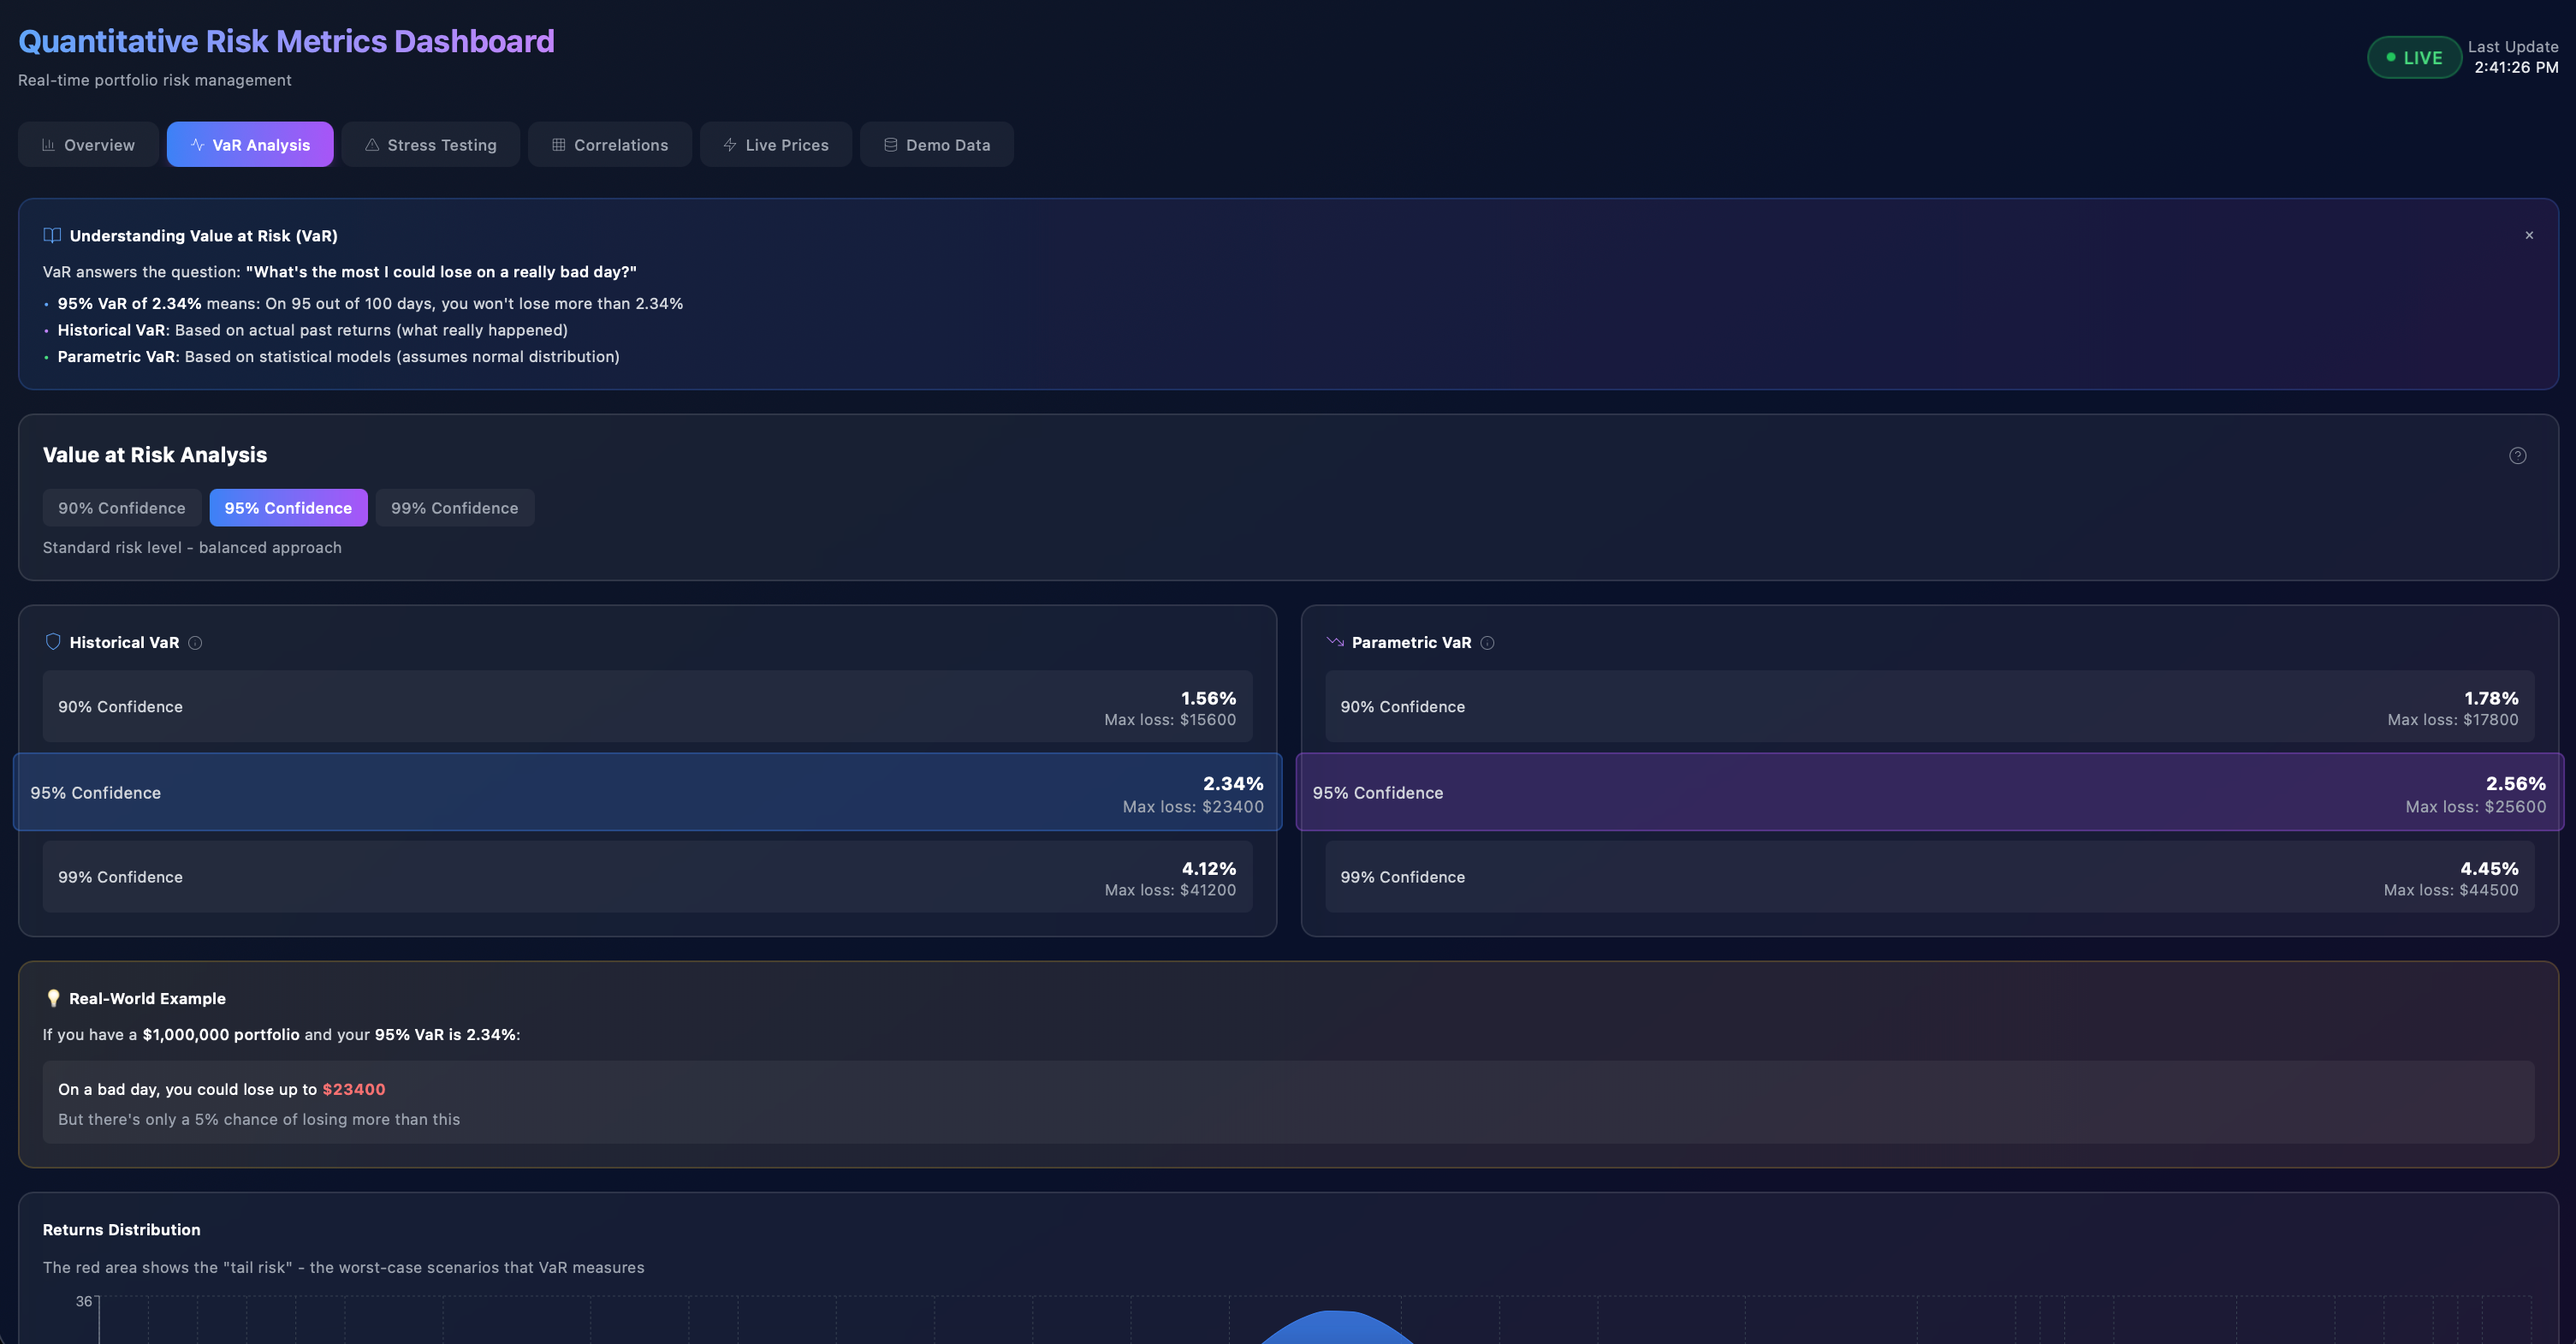 Quantitative Risk Metrics Dashboard
Real-time portfolio risk management
LIVE
Last Update
2:41:26 PM
Overview
VaR Analysis
Stress Testing
Correlations
Live Prices
Demo Data
Understanding Value at Risk (VaR)
×
VaR answers the question: "What's the most I could lose on a really bad day?"
• 95% VaR of 2.34% means: On 95 out of 100 days, you won't lose more than 2.34%
• Historical VaR: Based on actual past returns (what really happened)
• Parametric VaR: Based on statistical models (assumes normal distribution)
Value at Risk Analysis
90% Confidence
95% Confidence
99% Confidence
Standard risk level - balanced approach
Historical VaR
90% Confidence
1.56%
Max loss: $15600
95% Confidence
2.34%
Max loss: $23400
99% Confidence
4.12%
Max loss: $41200
Parametric VaR
90% Confidence
1.78%
Max loss: $17800
95% Confidence
2.56%
Max loss: $25600
99% Confidence
4.45%
Max loss: $44500
Real-World Example
If you have a $1,000,000 portfolio and your 95% VaR is 2.34%:
On a bad day, you could lose up to $23400
But there's only a 5% chance of losing more than this
Returns Distribution
The red area shows the "tail risk" - the worst-case scenarios that VaR measures
36